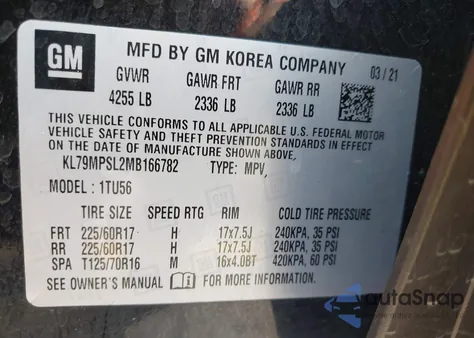 GM
MFD BY GM KOREA COMPANY 03/21
GVWR GAWR FRT GAWR RR
4255 LB 2336 LB 2336 LB
THIS VEHICLE CONFORMS TO ALL APPLICABLE U.S. FEDERAL MOTOR
VEHICLE SAFETY AND THEFT PREVENTION STANDARDS IN EFFECT
ON THE DATE OF MANUFACTURE SHOWN ABOVE.
KL79MPSL2MB166782 TYPE: MPV,
MODEL: 1TU56
TIRE SIZE SPEED RTG RIM COLD TIRE PRESSURE
FRT 225/60R17 H 17x7.5J 240KPA, 35 PSI
RR 225/60R17 H 17x7.5J 240KPA, 35 PSI
SPA T125/70R16 M 16x4.0BT 420KPA, 60 PSI
SEE OWNER'S MANUAL FOR MORE INFORMATION
autoSnap